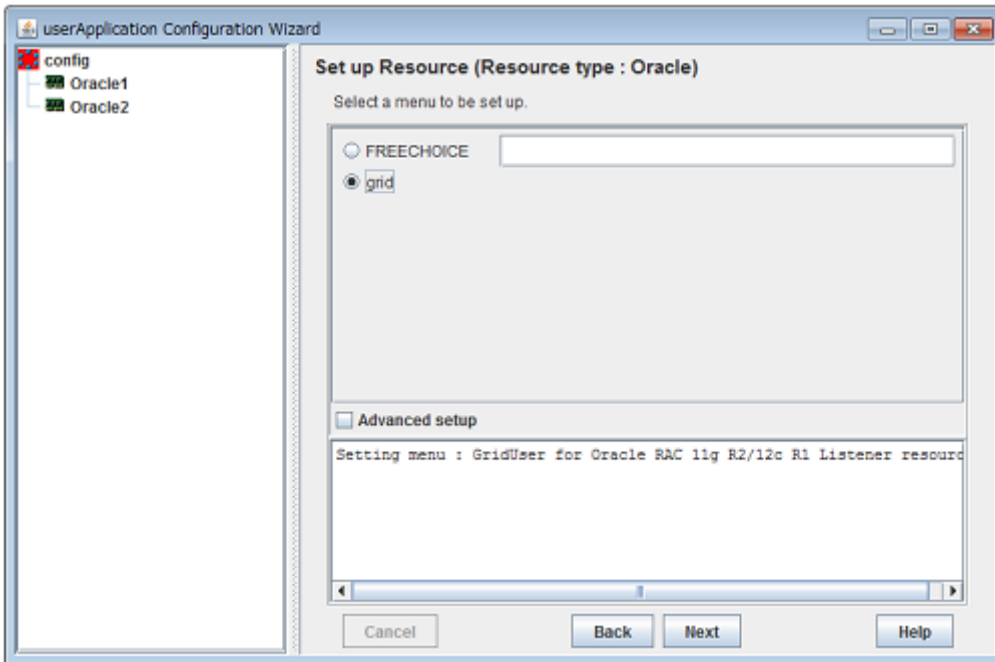 userApplication Configuration Wizard
config
Oracle1
Oracle2
Set up Resource (Resource type : Oracle)
Select a menu to be set up.
FREECHOICE
grid
Advanced setup
Setting menu : GridUser for Oracle RAC 11g R2/12c R1 Listener resourc
Cancel
Back
Next
Help